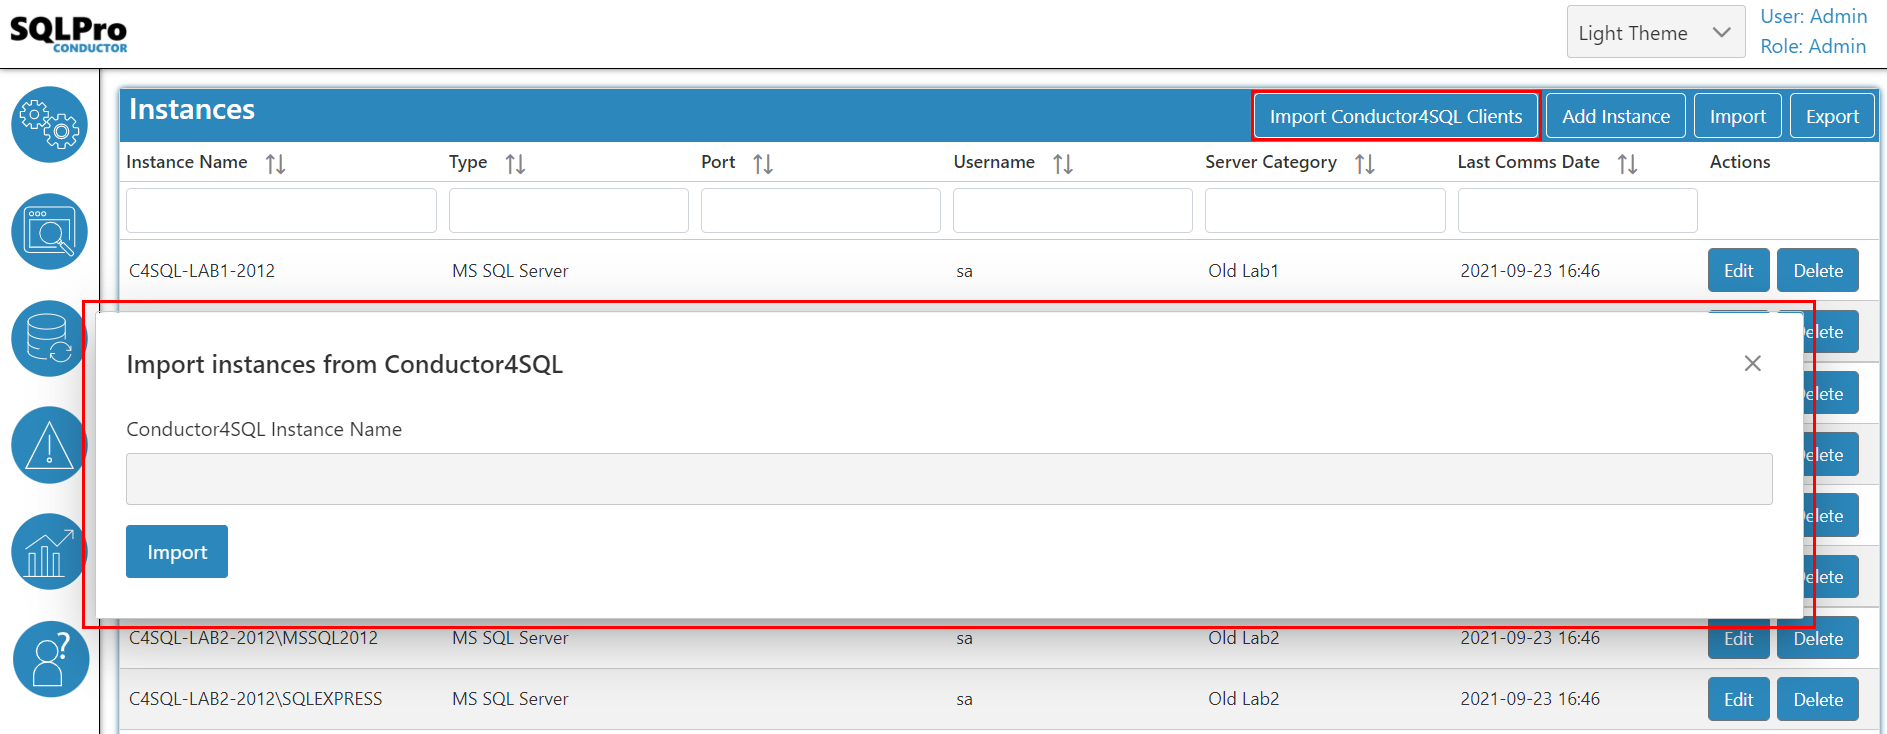 SQLPro
CONDUCTOR
Light Theme
User: Admin
Role: Admin
Instances
Import Conductor4SQL Clients
Add Instance
Import
Export
Instance Name
Type
Port
Username
Server Category
Last Comms Date
Actions
C4SQL-LAB1-2012 MS SQL Server sa Old Lab1 2021-09-23 16:46 Edit Delete
elete
Import instances from Conductor4SQL
elete
Conductor4SQL Instance Name
elete
elete
Import
elete
C4SQL-LAB2-2012\MSSQL2012 MS SQL Server sa Old Lab2 2021-09-23 16:46 Edit Delete
?
C4SQL-LAB2-2012\SQLEXPRESS MS SQL Server sa Old Lab2 2021-09-23 16:46 Edit Delete